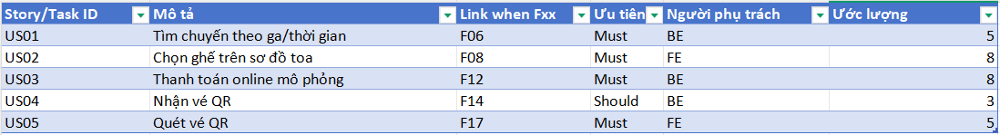 Story/Task ID Mô tả Link when Fxx Ưu tiên Người phụ trách Ước lượng
US01 Tìm chuyến theo ga/thời gian F06 Must BE 5
US02 Chọn ghế trên sơ đồ toa F08 Must FE 8
US03 Thanh toán online mô phỏng F12 Must BE 8
US04 Nhận vé QR F14 Should BE 3
US05 Quét vé QR F17 Must FE 5